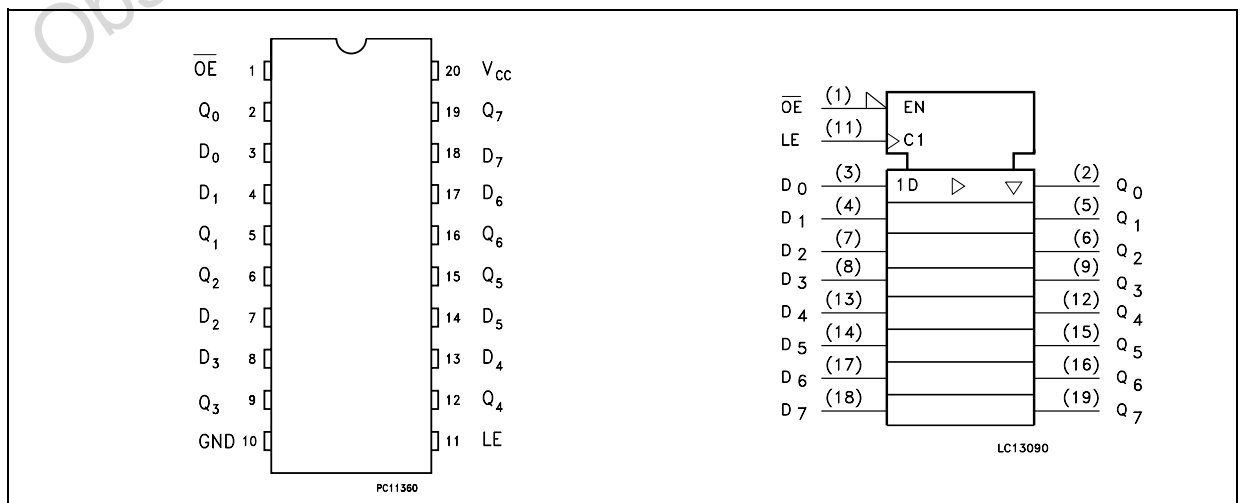 Obs
OE 1 20 VCC
Q0 2 19 Q7
D0 3 18 D7
D1 4 17 D6
Q1 5 16 Q6
Q2 6 15 Q5
D2 7 14 D5
D3 8 13 D4
Q3 9 12 Q4
GND 10 11 LE
PC11360
OE (1) EN
LE (11) C1
D0 (3) 1D (2) Q0
D1 (4) (5) Q1
D2 (7) (6) Q2
D3 (8) (9) Q3
D4 (13) (12) Q4
D5 (14) (15) Q5
D6 (17) (16) Q6
D7 (18) (19) Q7
LC13090